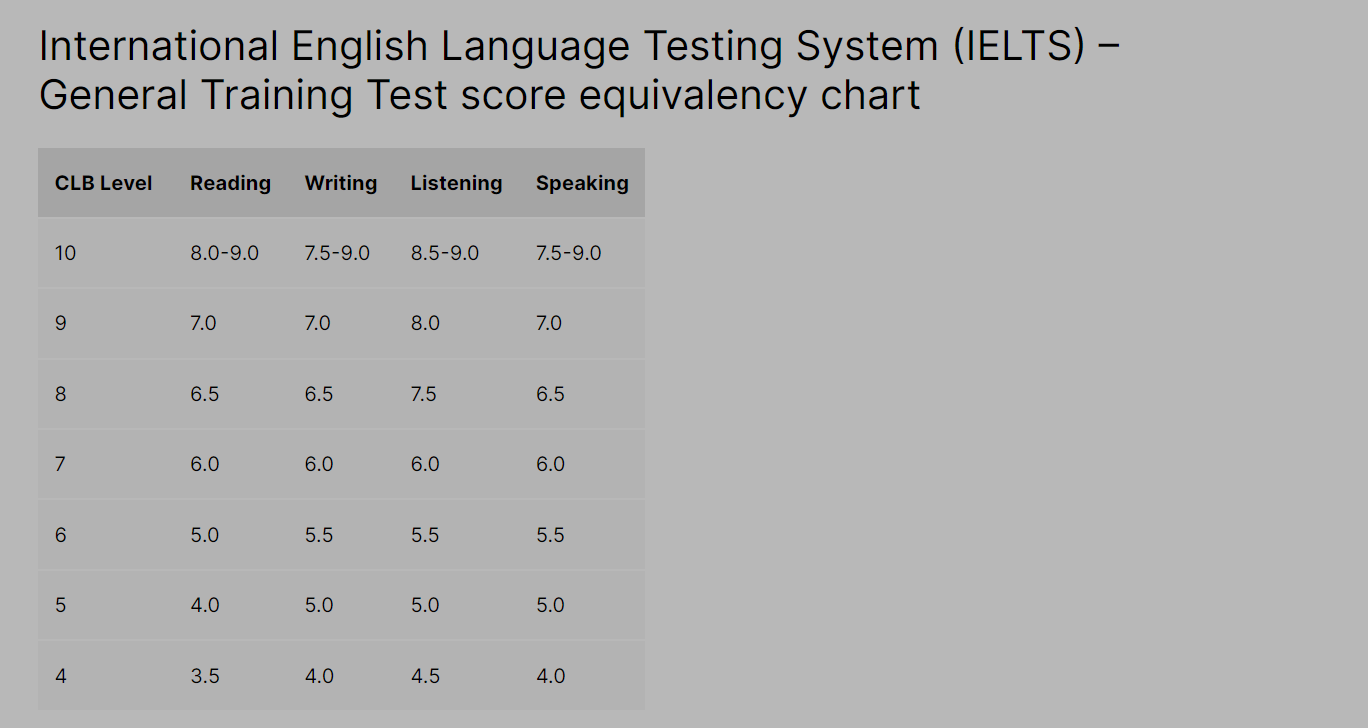 International English Language Testing System (IELTS) –
General Training Test score equivalency chart
CLB Level Reading Writing Listening Speaking
10 8.0-9.0 7.5-9.0 8.5-9.0 7.5-9.0
9 7.0 7.0 8.0 7.0
8 6.5 6.5 7.5 6.5
7 6.0 6.0 6.0 6.0
6 5.0 5.5 5.5 5.5
5 4.0 5.0 5.0 5.0
4 3.5 4.0 4.5 4.0